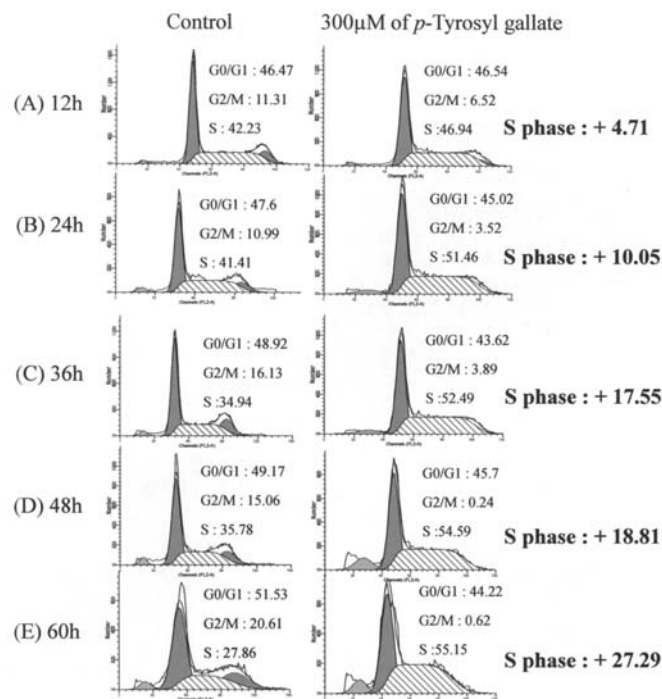 Control 300μM of p-Tyrosyl gallate
(A) 12h
G0/G1 : 46.47
G2/M : 11.31
S : 42.23
G0/G1 : 46.54
G2/M : 6.52
S : 46.94
S phase : + 4.71
(B) 24h
G0/G1 : 47.6
G2/M : 10.99
S : 41.41
G0/G1 : 45.02
G2/M : 3.52
S :51.46
S phase : + 10.05
(C) 36h
G0/G1 : 48.92
G2/M : 16.13
S :34.94
G0/G1 : 43.62
G2/M : 3.89
S :52.49
S phase : + 17.55
(D) 48h
G0/G1 : 49.17
G2/M : 15.06
S : 35.78
G0/G1 : 45.7
G2/M : 0.24
S :54.59
S phase : + 18.81
(E) 60h
G0/G1 : 51.53
G2/M : 20.61
S : 27.86
G0/G1 : 44.22
G2/M : 0.62
S :55.15
S phase : + 27.29
Number
Channels (FL2-A)